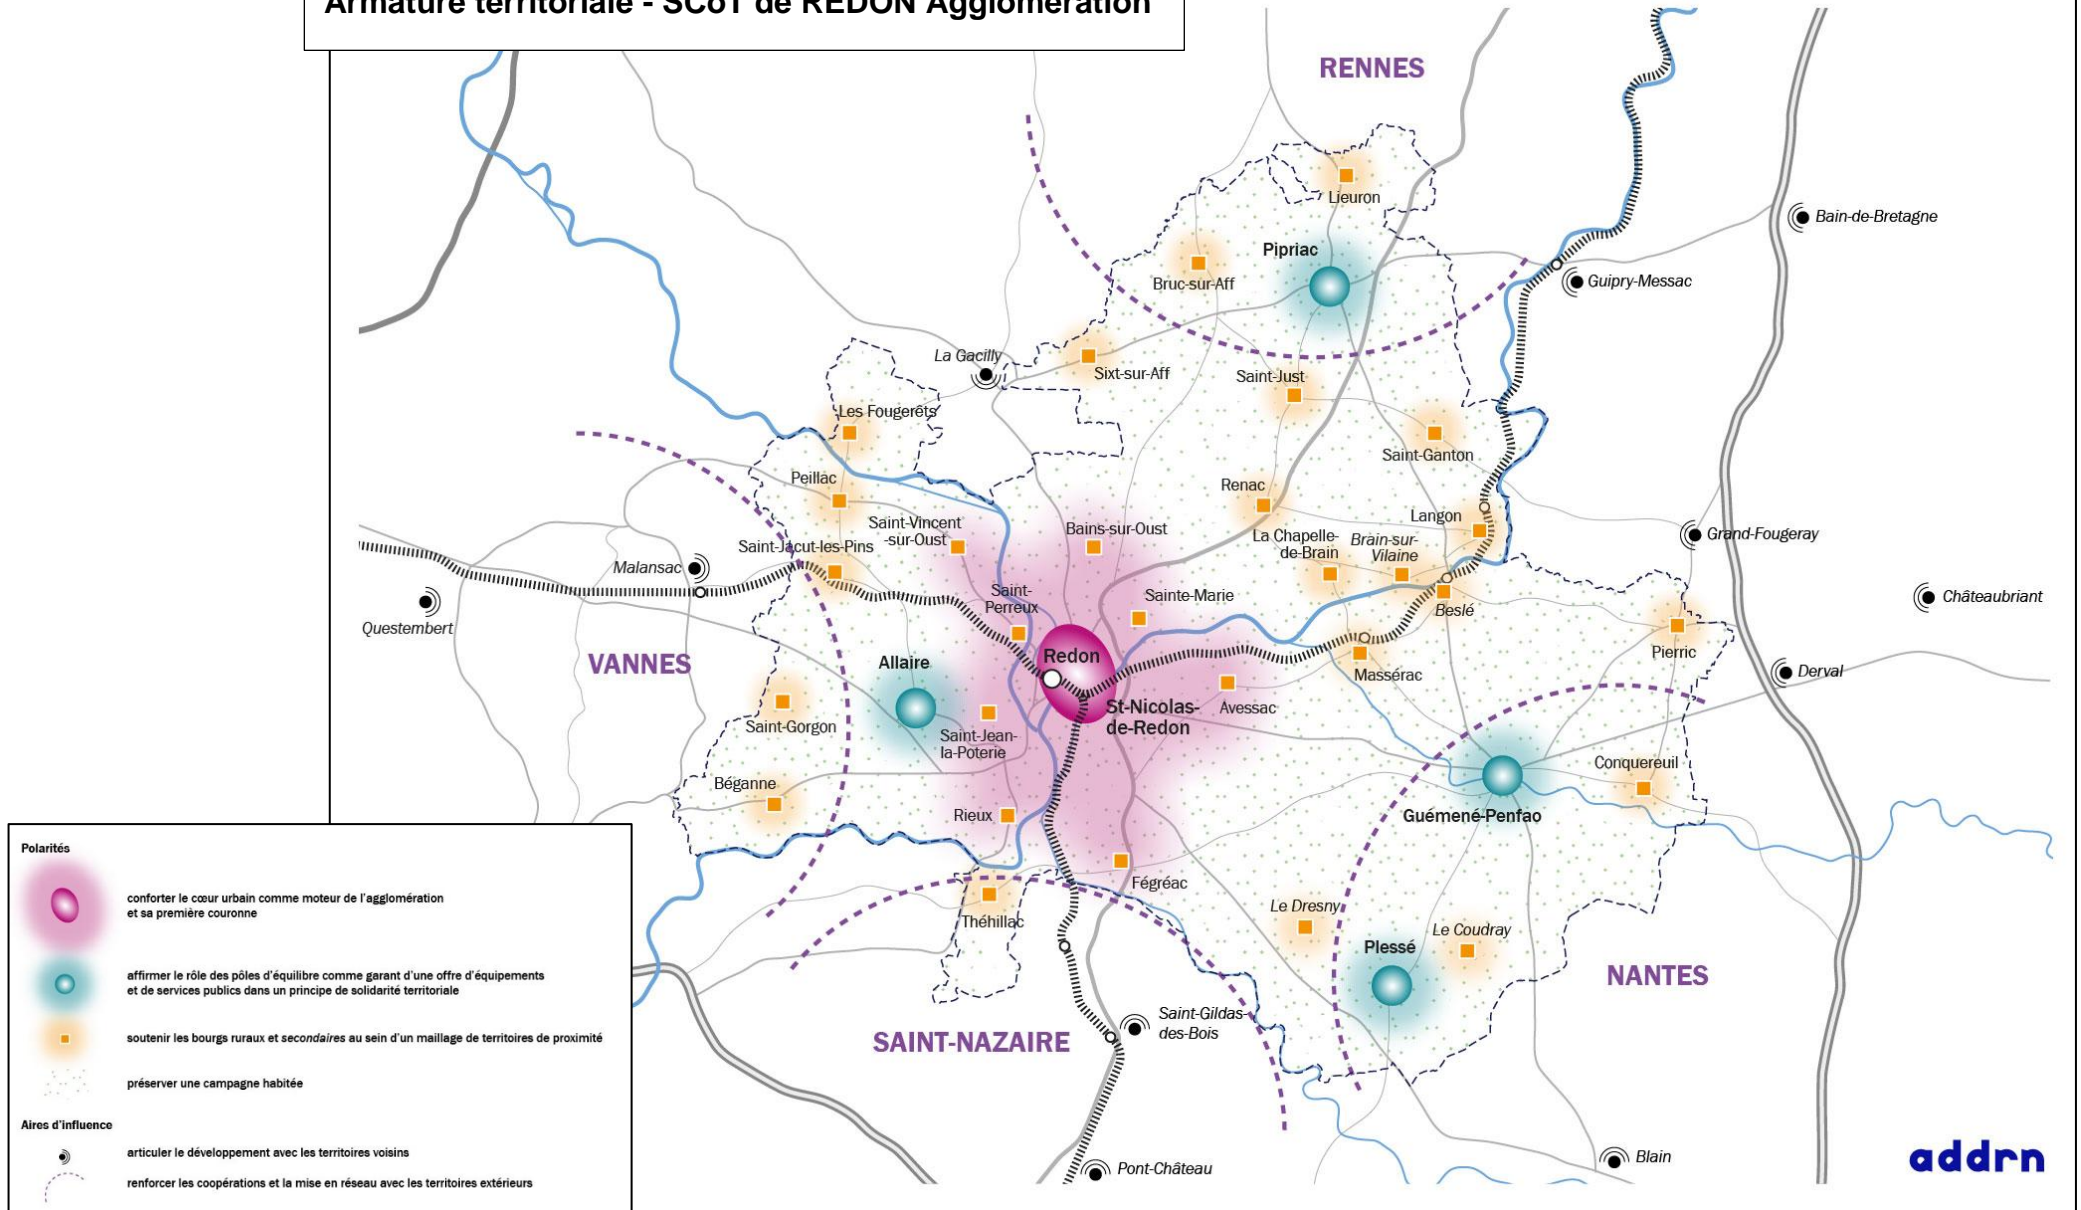 Armature territoriale - SCoT de REDON Agglomération
RENNES
Lieuron
Bain-de-Bretagne
Pipriac
Guipry-Messac
Bruc-sur-Aff
La Gacilly
Sixt-sur-Aff
Saint-Just
Les Fougerêts
Saint-Ganton
Peillac
Renac
Saint-Vincent
-sur-Oust
Bains-sur-Oust
Langon
La Chapelle-
de-Brain
Brain-sur-
Vilaine
Grand-Fougeray
Saint-Jacut-les-Pins
Malansac
Saint-
Perreux
Sainte-Marie
Beslé
Châteaubriant
Questembert
VANNES
Allaire
Redon
Massérac
Pierric
Derval
Saint-Gorgon
Saint-Jean-
la-Poterie
St-Nicolas-
de-Redon
Avessac
Béganne
Conquereuil
Rieux
Guémené-Penfao
Fégréac
Théhillac
Le Dresny
Le Coudray
Plessé
NANTES
SAINT-NAZAIRE
Saint-Gildas-
des-Bois
Pont-Château
Blain
addrn
Polarités
conforter le cœur urbain comme moteur de l'agglomération
et sa première couronne
affirmer le rôle des pôles d'équilibre comme garant d'une offre d'équipements
et de services publics dans un principe de solidarité territoriale
soutenir les bourgs ruraux et secondaires au sein d'un maillage de territoires de proximité
préserver une campagne habitée
Aires d'influence
articuler le développement avec les territoires voisins
renforcer les coopérations et la mise en réseau avec les territoires extérieurs